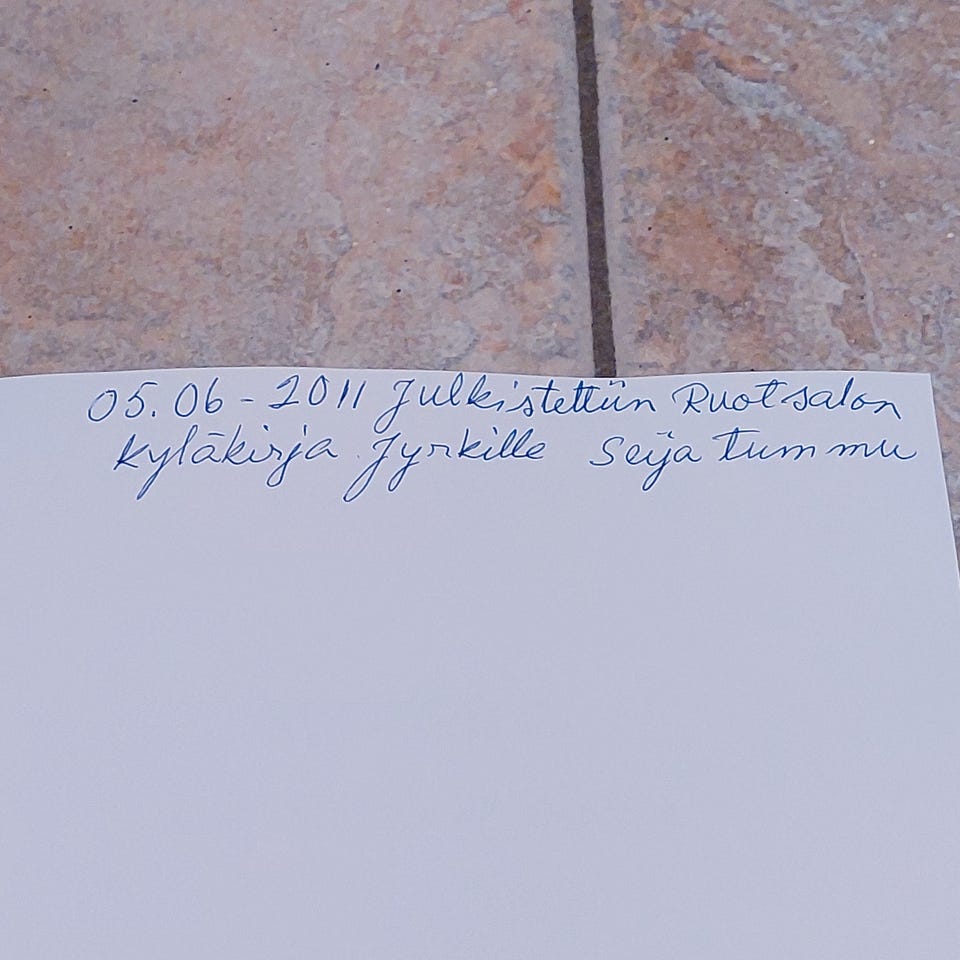 05.06-2011 Julkistettiin Ruotsalon
kyläkirja Jyrkille Seija tummu